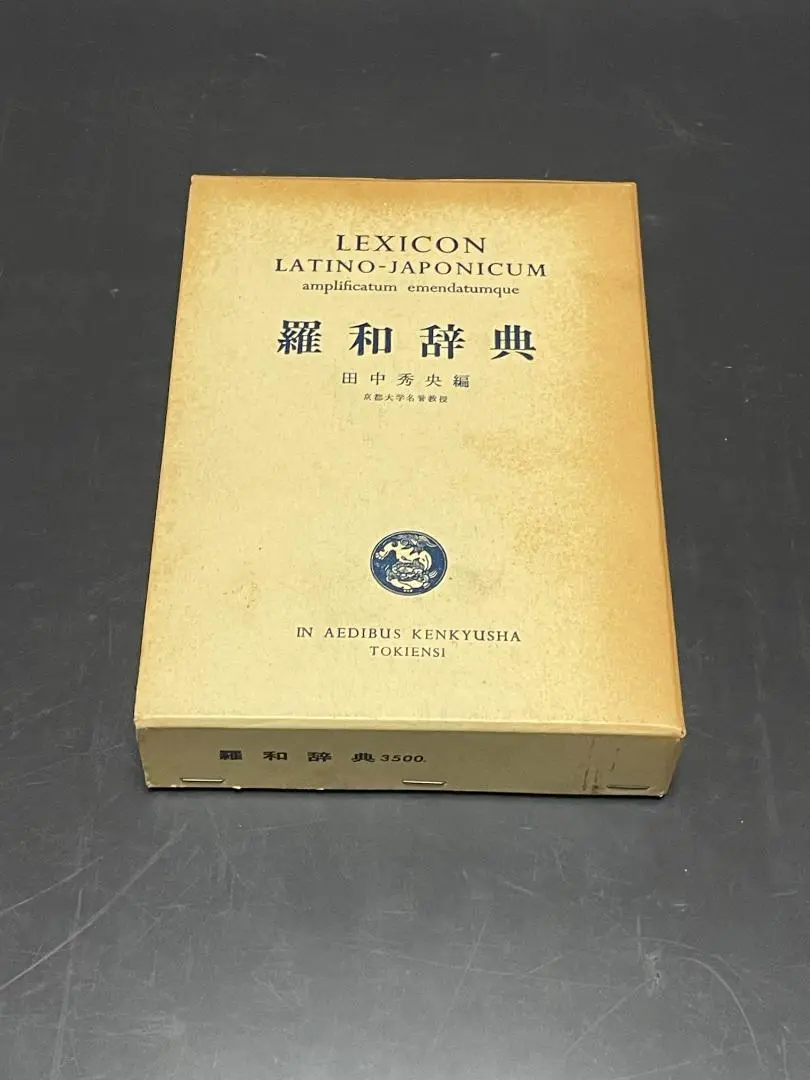 LEXICON
LATINO-JAPONICUM
amplificatum emendatumque
羅和辞典
田中秀央編
京都大学名誉教授
IN AEDIBUS KENKYUSHA
TOKIENSI
羅和辞典 3500.